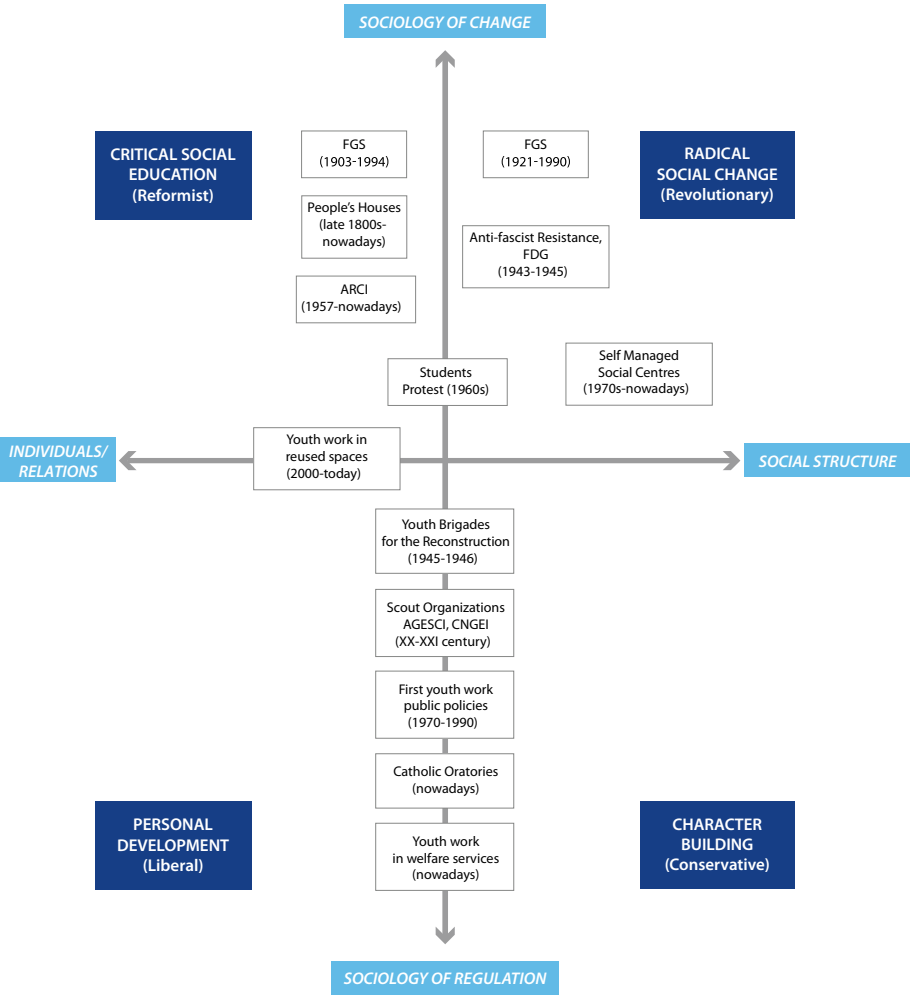 SOCIOLOGY OF CHANGE
CRITICAL SOCIAL
EDUCATION
(Reformist)
FGS
(1903-1994)
FGS
(1921-1990)
RADICAL
SOCIAL CHANGE
(Revolutionary)
People's Houses
(late 1800s-
nowadays)
Anti-fascist Resistance,
FDG
(1943-1945)
ARCI
(1957-nowadays)
Students
Protest (1960s)
Self Managed
Social Centres
(1970s-nowadays)
INDIVIDUALS/
RELATIONS
Youth work in
reused spaces
(2000-today)
SOCIAL STRUCTURE
Youth Brigades
for the Reconstruction
(1945-1946)
Scout Organizations
AGESCI, CNGEI
(XX-XXI century)
First youth work
public policies
(1970-1990)
Catholic Oratories
(nowadays)
PERSONAL
DEVELOPMENT
(Liberal)
Youth work
in welfare services
(nowadays)
CHARACTER
BUILDING
(Conservative)
SOCIOLOGY OF REGULATION